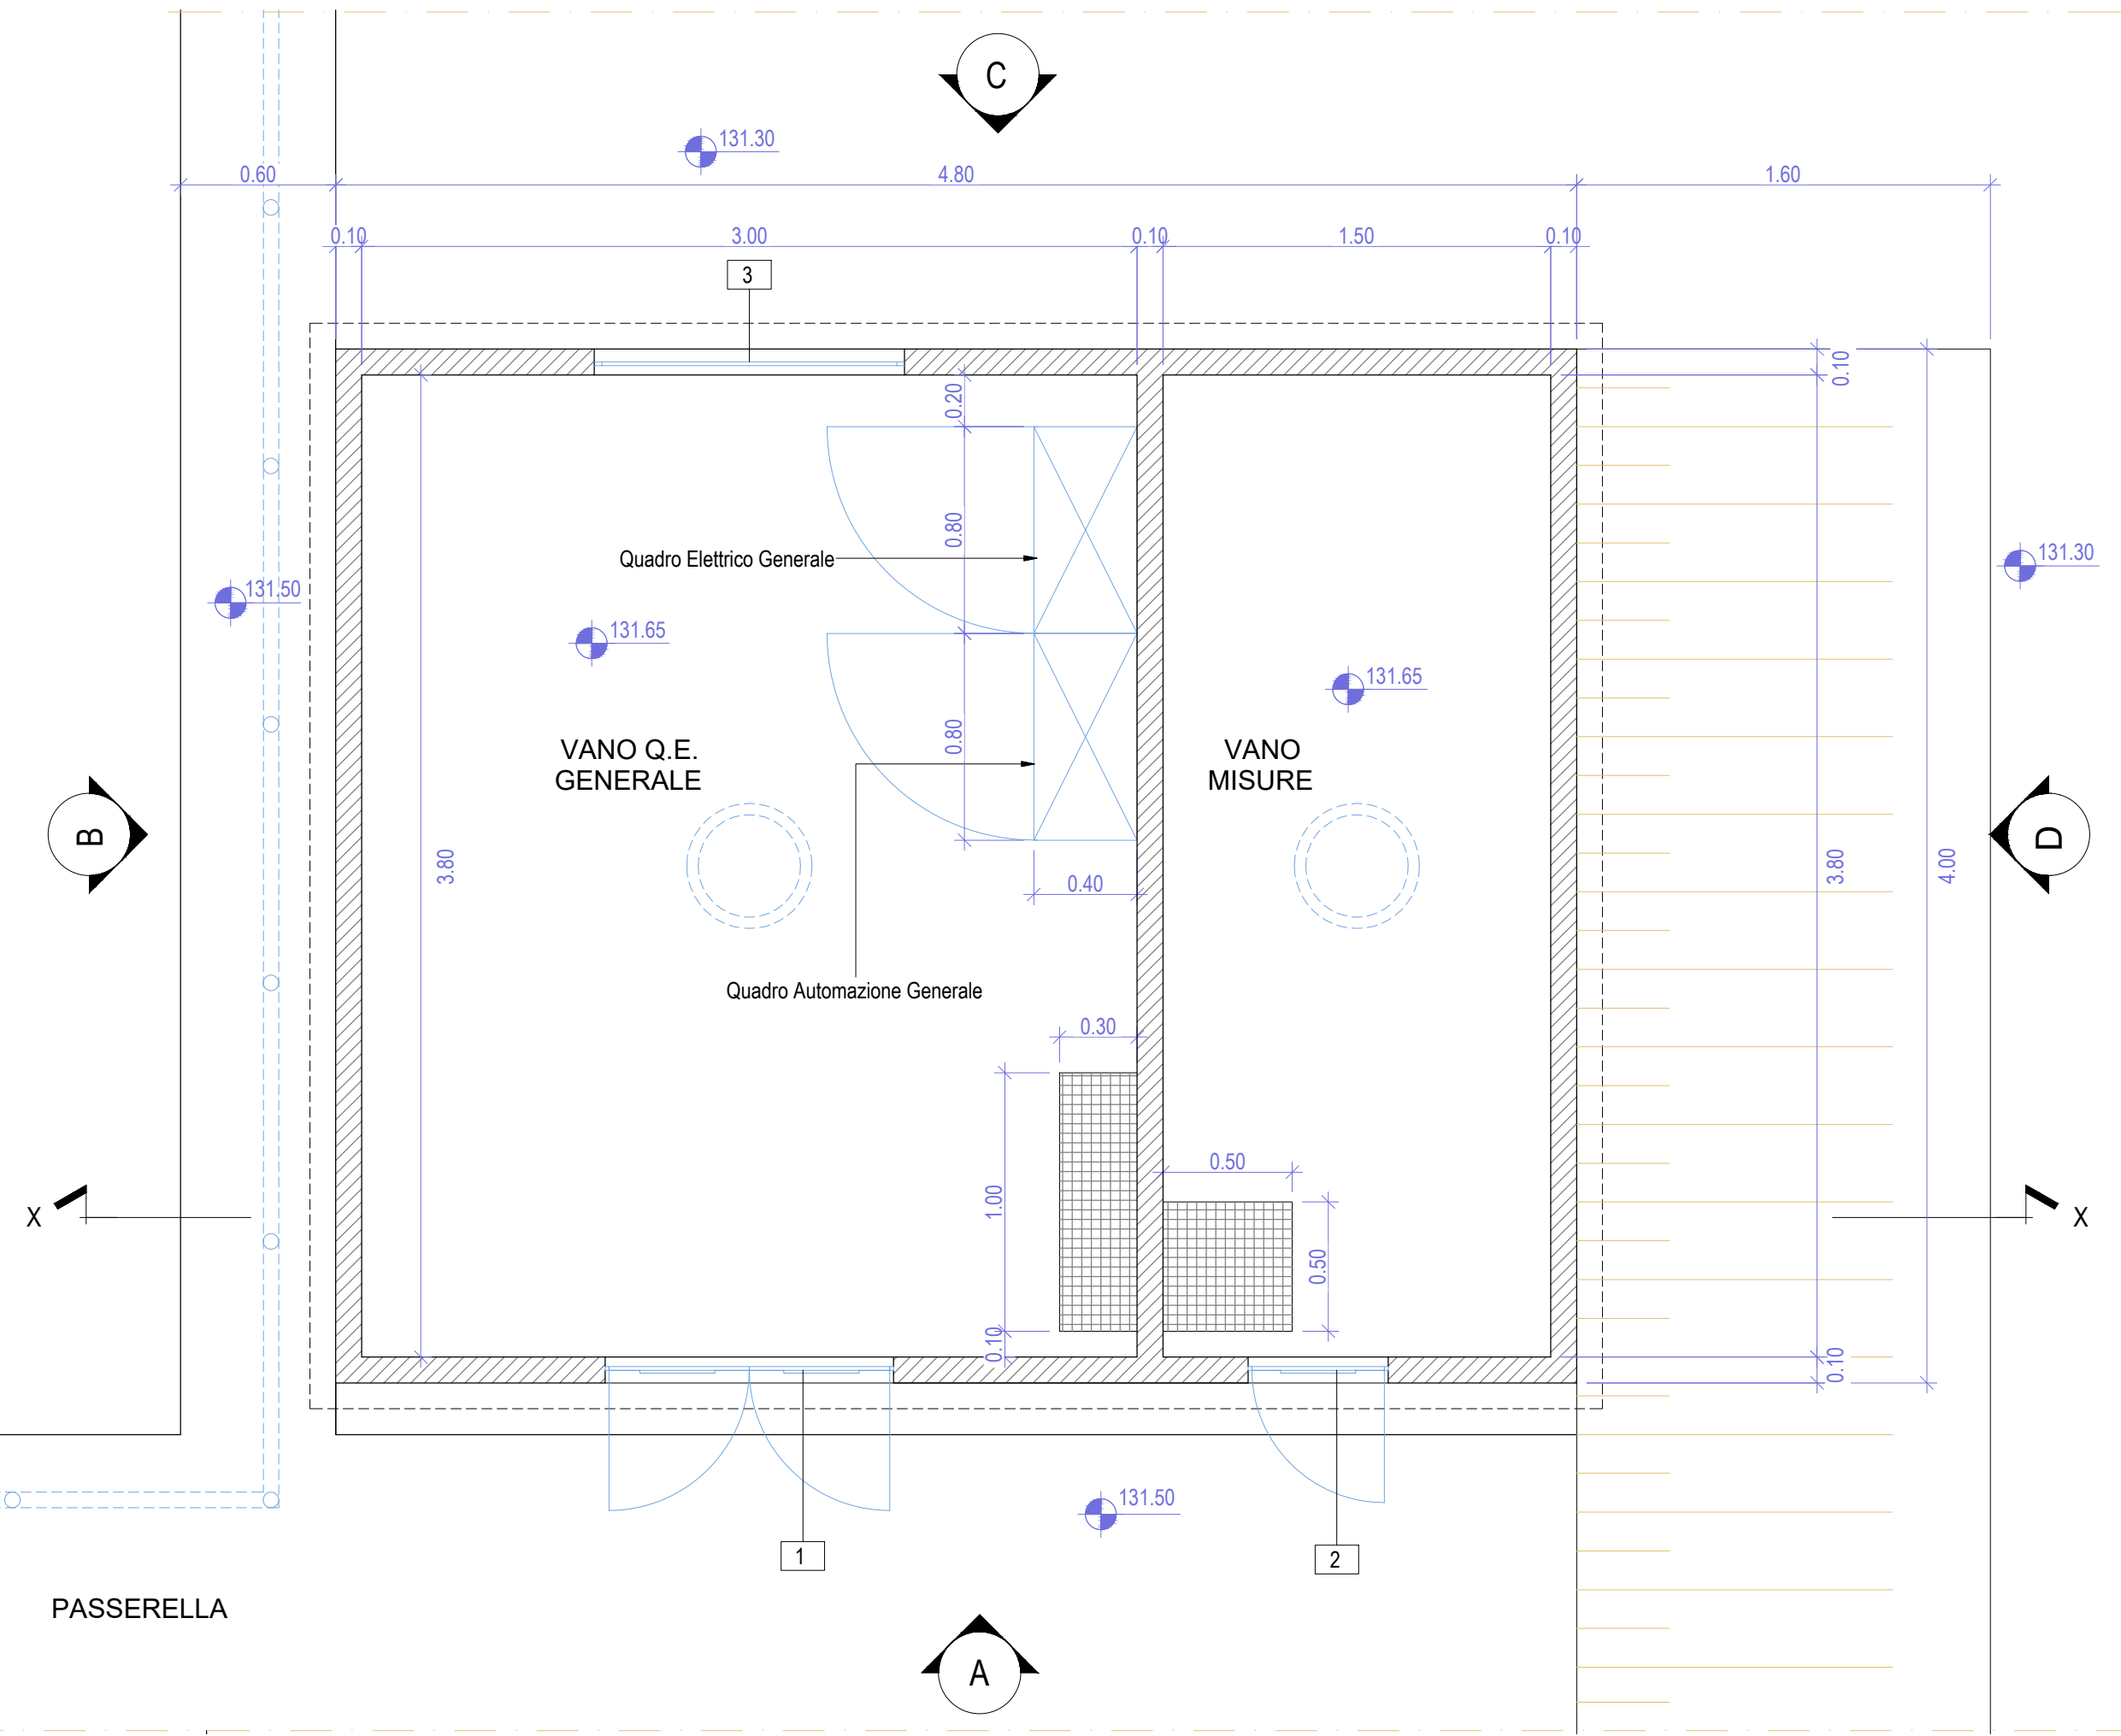 C
131.30
0.60
4.80
1.60
0.10
3.00
0.10
1.50
0.10
3
0.10
0.20
0.80
Quadro Elettrico Generale
131.30
131.50
131.65
131.65
0.80
VANO Q.E.
GENERALE
VANO
MISURE
B
D
3.80
0.40
3.80
4.00
Quadro Automazione Generale
0.30
1.00
0.50
0.50
X
X
0.10
0.10
131.50
1
2
PASSERELLA
A